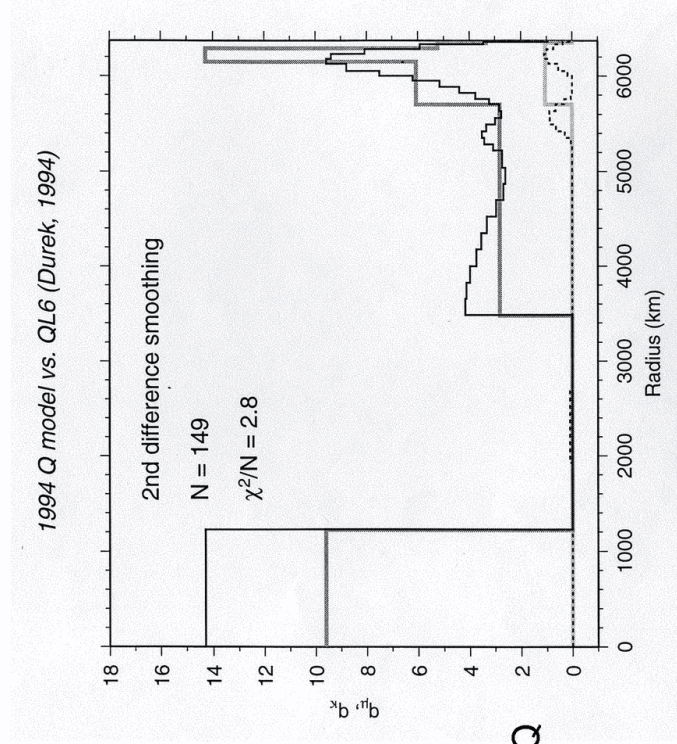 1994 Q model vs. QL6 (Durek, 1994)
2nd difference smoothing
N = 149
χ²/N = 2.8
qμ, qκ
18
16
14
12
10
8
6
4
2
0
0
1000
2000
3000
4000
5000
6000
Radius (km)
Q